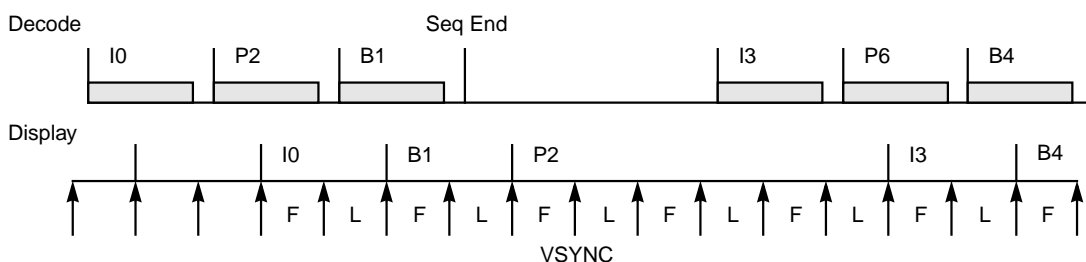 Decode
Seq End
I0 P2 B1 I3 P6 B4
Display
I0 B1 P2 I3 B4
F L F L F L F L F L F L F
VSYNC